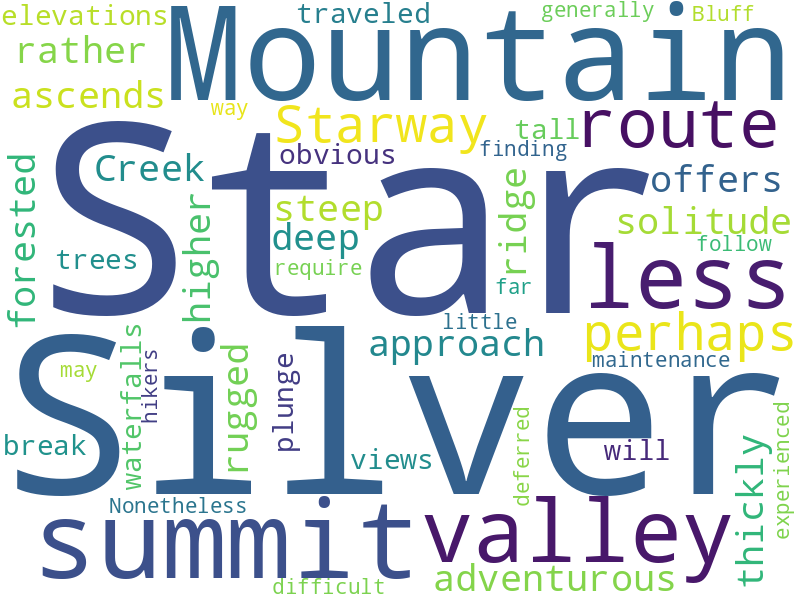 elevations
traveled
generally
Bluff
Mountain
rather
ascends
way
Starway
tall
route
obvious
finding
Star
Creek
offers
forested
higher
steep
ridge
solitude
deep
follow
trees
require
less
far
little
perhaps
approach
maintenance
Silver
waterfalls
hikers
rugged
plunge
may
break
views
will
deferred
thickly
experienced
Nonetheless
summit
valley
difficult
adventurous